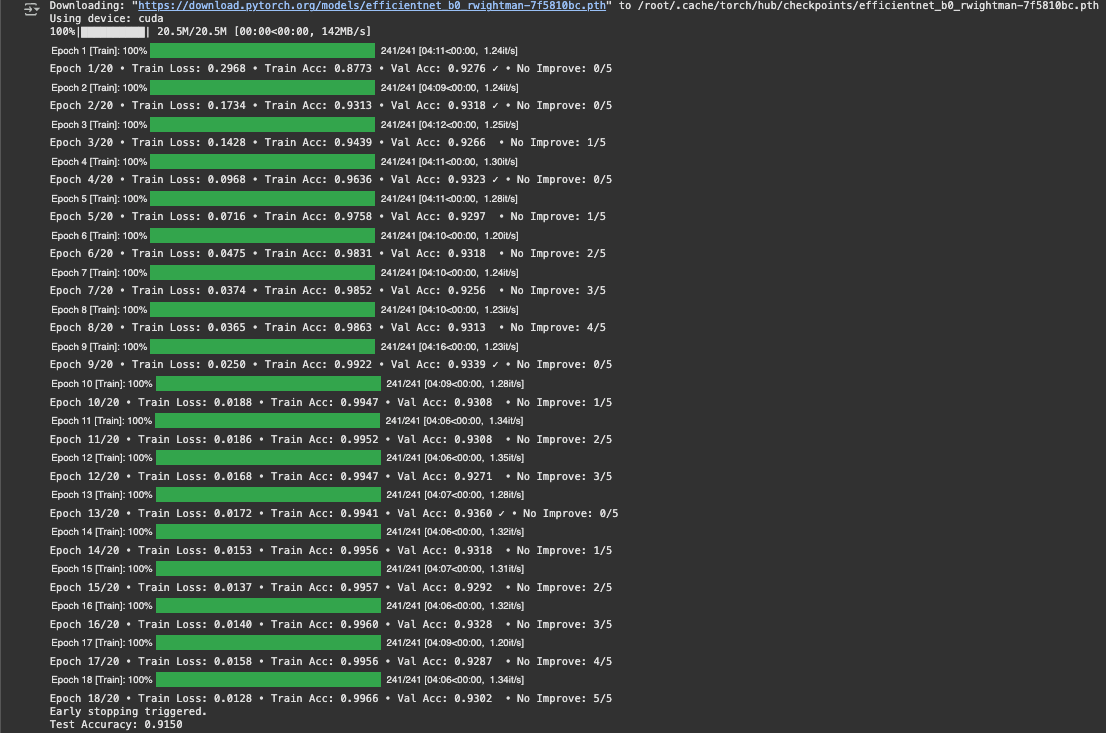 Downloading: "https://download.pytorch.org/models/efficientnet_b0_rwightman-7f5810bc.pth" to /root/.cache/torch/hub/checkpoints/efficientnet_b0_rwightman-7f5810bc.pth
Using device: cuda
100%|██████████| 20.5M/20.5M [00:00<00:00, 142MB/s]
Epoch 1 [Train]: 100% 241/241 [04:11<00:00, 1.24it/s]
Epoch 1/20 • Train Loss: 0.2968 • Train Acc: 0.8773 • Val Acc: 0.9276 ✓ • No Improve: 0/5
Epoch 2 [Train]: 100% 241/241 [04:09<00:00, 1.24it/s]
Epoch 2/20 • Train Loss: 0.1734 • Train Acc: 0.9313 • Val Acc: 0.9318 ✓ • No Improve: 0/5
Epoch 3 [Train]: 100% 241/241 [04:12<00:00, 1.25it/s]
Epoch 3/20 • Train Loss: 0.1428 • Train Acc: 0.9439 • Val Acc: 0.9266 • No Improve: 1/5
Epoch 4 [Train]: 100% 241/241 [04:11<00:00, 1.30it/s]
Epoch 4/20 • Train Loss: 0.0968 • Train Acc: 0.9636 • Val Acc: 0.9323 ✓ • No Improve: 0/5
Epoch 5 [Train]: 100% 241/241 [04:11<00:00, 1.28it/s]
Epoch 5/20 • Train Loss: 0.0716 • Train Acc: 0.9758 • Val Acc: 0.9297 • No Improve: 1/5
Epoch 6 [Train]: 100% 241/241 [04:10<00:00, 1.20it/s]
Epoch 6/20 • Train Loss: 0.0475 • Train Acc: 0.9831 • Val Acc: 0.9318 • No Improve: 2/5
Epoch 7 [Train]: 100% 241/241 [04:10<00:00, 1.24it/s]
Epoch 7/20 • Train Loss: 0.0374 • Train Acc: 0.9852 • Val Acc: 0.9256 • No Improve: 3/5
Epoch 8 [Train]: 100% 241/241 [04:10<00:00, 1.23it/s]
Epoch 8/20 • Train Loss: 0.0365 • Train Acc: 0.9863 • Val Acc: 0.9313 • No Improve: 4/5
Epoch 9 [Train]: 100% 241/241 [04:16<00:00, 1.23it/s]
Epoch 9/20 • Train Loss: 0.0250 • Train Acc: 0.9922 • Val Acc: 0.9339 ✓ • No Improve: 0/5
Epoch 10 [Train]: 100% 241/241 [04:09<00:00, 1.28it/s]
Epoch 10/20 • Train Loss: 0.0188 • Train Acc: 0.9947 • Val Acc: 0.9308 • No Improve: 1/5
Epoch 11 [Train]: 100% 241/241 [04:06<00:00, 1.34it/s]
Epoch 11/20 • Train Loss: 0.0186 • Train Acc: 0.9952 • Val Acc: 0.9308 • No Improve: 2/5
Epoch 12 [Train]: 100% 241/241 [04:06<00:00, 1.35it/s]
Epoch 12/20 • Train Loss: 0.0168 • Train Acc: 0.9947 • Val Acc: 0.9271 • No Improve: 3/5
Epoch 13 [Train]: 100% 241/241 [04:07<00:00, 1.28it/s]
Epoch 13/20 • Train Loss: 0.0172 • Train Acc: 0.9941 • Val Acc: 0.9360 ✓ • No Improve: 0/5
Epoch 14 [Train]: 100% 241/241 [04:06<00:00, 1.32it/s]
Epoch 14/20 • Train Loss: 0.0153 • Train Acc: 0.9956 • Val Acc: 0.9318 • No Improve: 1/5
Epoch 15 [Train]: 100% 241/241 [04:07<00:00, 1.31it/s]
Epoch 15/20 • Train Loss: 0.0137 • Train Acc: 0.9957 • Val Acc: 0.9292 • No Improve: 2/5
Epoch 16 [Train]: 100% 241/241 [04:06<00:00, 1.32it/s]
Epoch 16/20 • Train Loss: 0.0140 • Train Acc: 0.9960 • Val Acc: 0.9328 • No Improve: 3/5
Epoch 17 [Train]: 100% 241/241 [04:09<00:00, 1.20it/s]
Epoch 17/20 • Train Loss: 0.0158 • Train Acc: 0.9956 • Val Acc: 0.9287 • No Improve: 4/5
Epoch 18 [Train]: 100% 241/241 [04:06<00:00, 1.34it/s]
Epoch 18/20 • Train Loss: 0.0128 • Train Acc: 0.9966 • Val Acc: 0.9302 • No Improve: 5/5
Early stopping triggered.
Test Accuracy: 0.9150